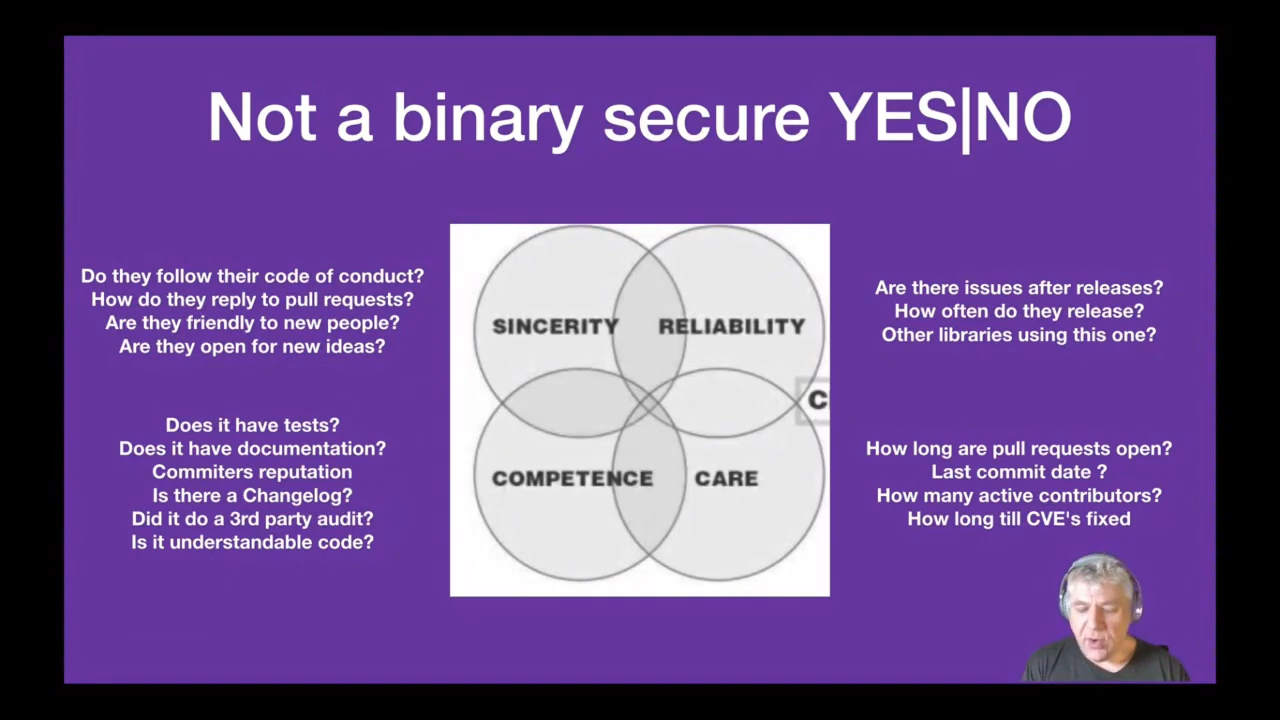 Not a binary secure YES|NO
Do they follow their code of conduct?
How do they reply to pull requests?
Are they friendly to new people?
Are they open for new ideas?
Does it have tests?
Does it have documentation?
Commiters reputation
Is there a Changelog?
Did it do a 3rd party audit?
Is it understandable code?
SINCERITY
RELIABILITY
C
COMPETENCE
CARE
Are there issues after releases?
How often do they release?
Other libraries using this one?
How long are pull requests open?
Last commit date ?
How many active contributors?
How long till CVE's fixed